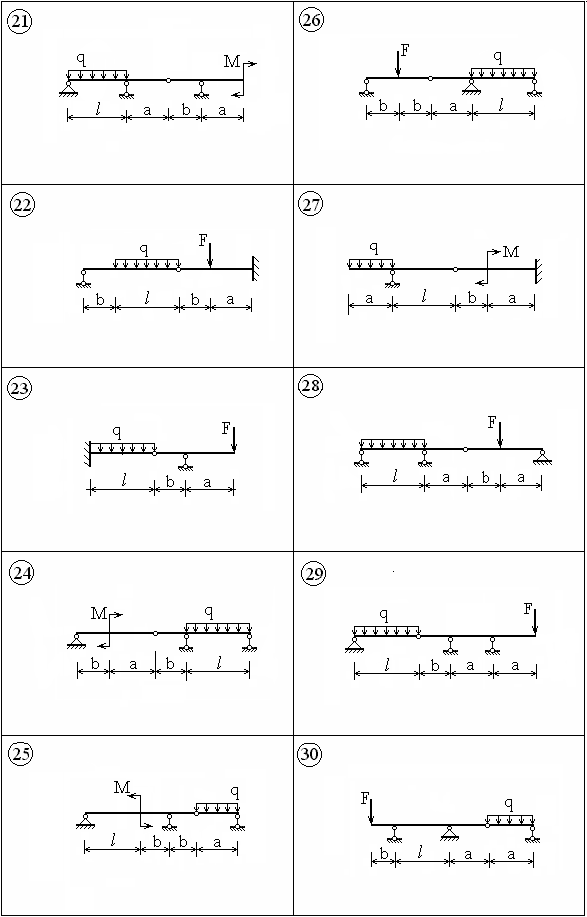 21
q
M
l a b a
26
F
q
b b a l
22
q
F
b l b a
27
q
M
a l b a
23
q
F
l b a
28
F
l a b a
24
M
q
b a b l
29
q
F
l b a a
25
M
q
l b b a
30
F
q
b l a a